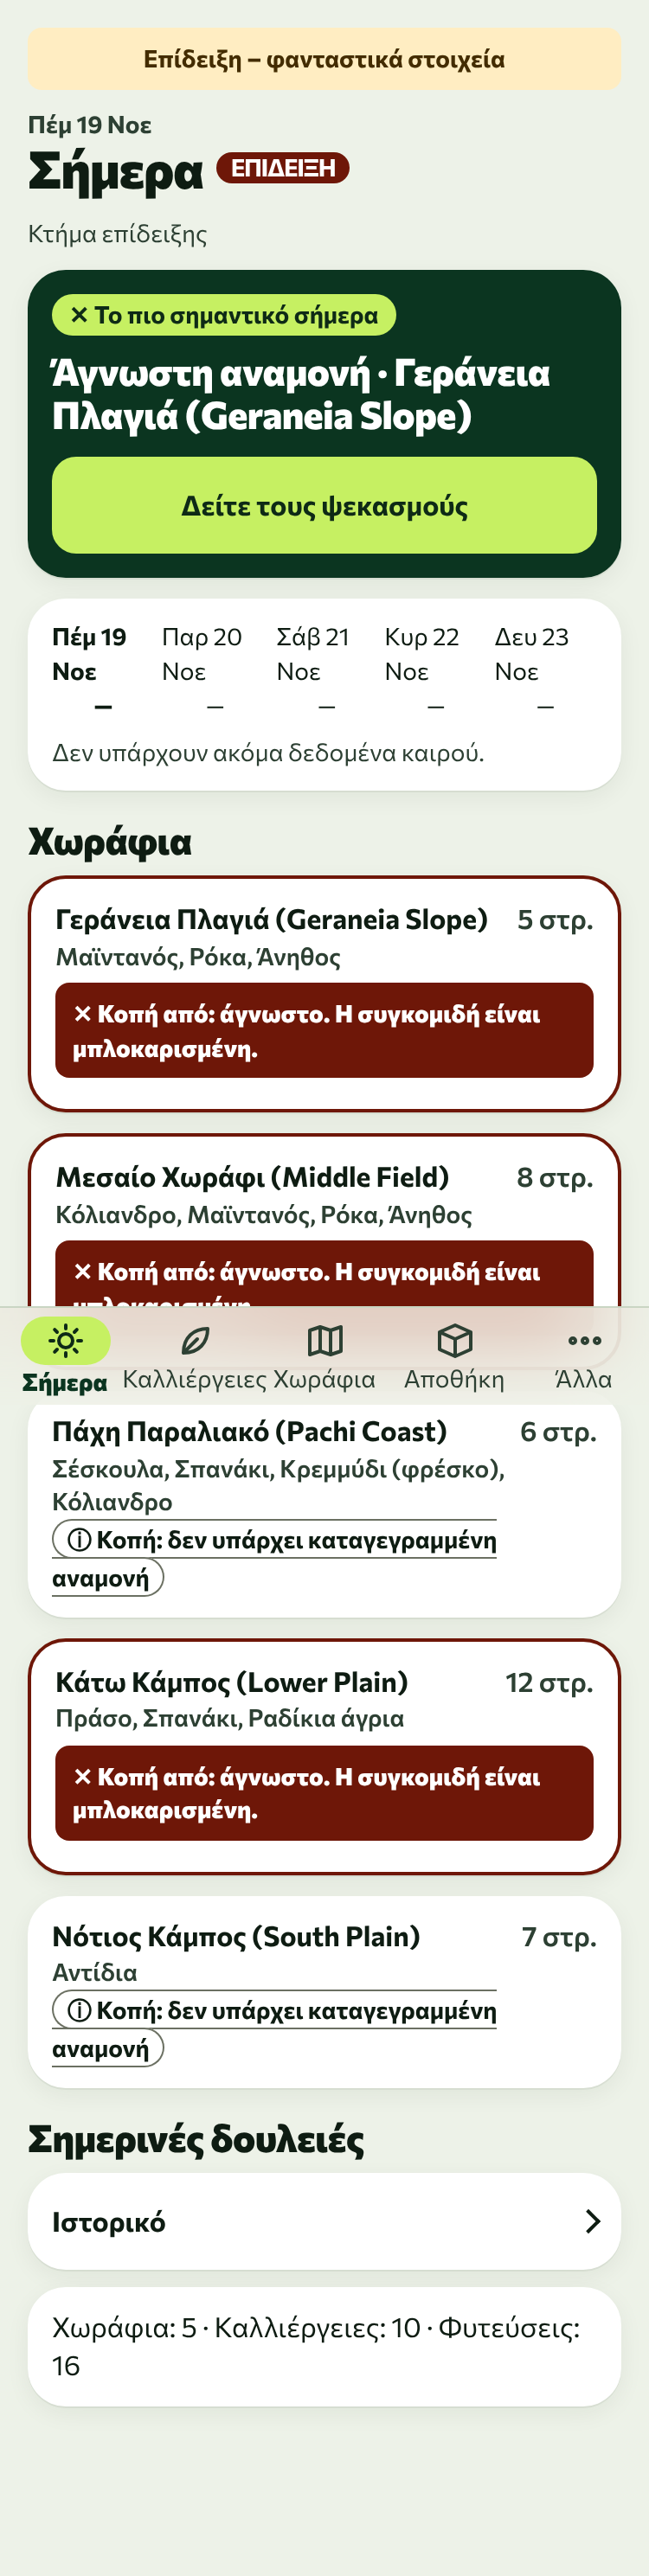 Επίδειξη – φανταστικά στοιχεία
Πέμ 19 Νοε
Σήμερα ΕΠΙΔΕΙΞΗ
Κτήμα επίδειξης
✕ Το πιο σημαντικό σήμερα
Άγνωστη αναμονή · Γεράνεια
Πλαγιά (Geraneia Slope)
Δείτε τους ψεκασμούς
Πέμ 19 Παρ 20 Σάβ 21 Κυρ 22 Δευ 23
Νοε Νοε Νοε Νοε Νοε
– – – – –
Δεν υπάρχουν ακόμα δεδομένα καιρού.
Χωράφια
Γεράνεια Πλαγιά (Geraneia Slope) 5 στρ.
Μαϊντανός, Ρόκα, Άνηθος
✕ Κοπή από: άγνωστο. Η συγκομιδή είναι
μπλοκαρισμένη.
Μεσαίο Χωράφι (Middle Field) 8 στρ.
Κόλιανδρο, Μαϊντανός, Ρόκα, Άνηθος
✕ Κοπή από: άγνωστο. Η συγκομιδή είναι
μπλοκαρισμένη.
Σήμερα Καλλιέργειες Χωράφια Αποθήκη Άλλα
Πάχη Παραλιακό (Pachi Coast) 6 στρ.
Σέσκουλα, Σπανάκι, Κρεμμύδι (φρέσκο),
Κόλιανδρο
ⓘ Κοπή: δεν υπάρχει καταγεγραμμένη
αναμονή
Κάτω Κάμπος (Lower Plain) 12 στρ.
Πράσο, Σπανάκι, Ραδίκια άγρια
✕ Κοπή από: άγνωστο. Η συγκομιδή είναι
μπλοκαρισμένη.
Νότιος Κάμπος (South Plain) 7 στρ.
Αντίδια
ⓘ Κοπή: δεν υπάρχει καταγεγραμμένη
αναμονή
Σημερινές δουλειές
Ιστορικό
Χωράφια: 5 · Καλλιέργειες: 10 · Φυτεύσεις:
16